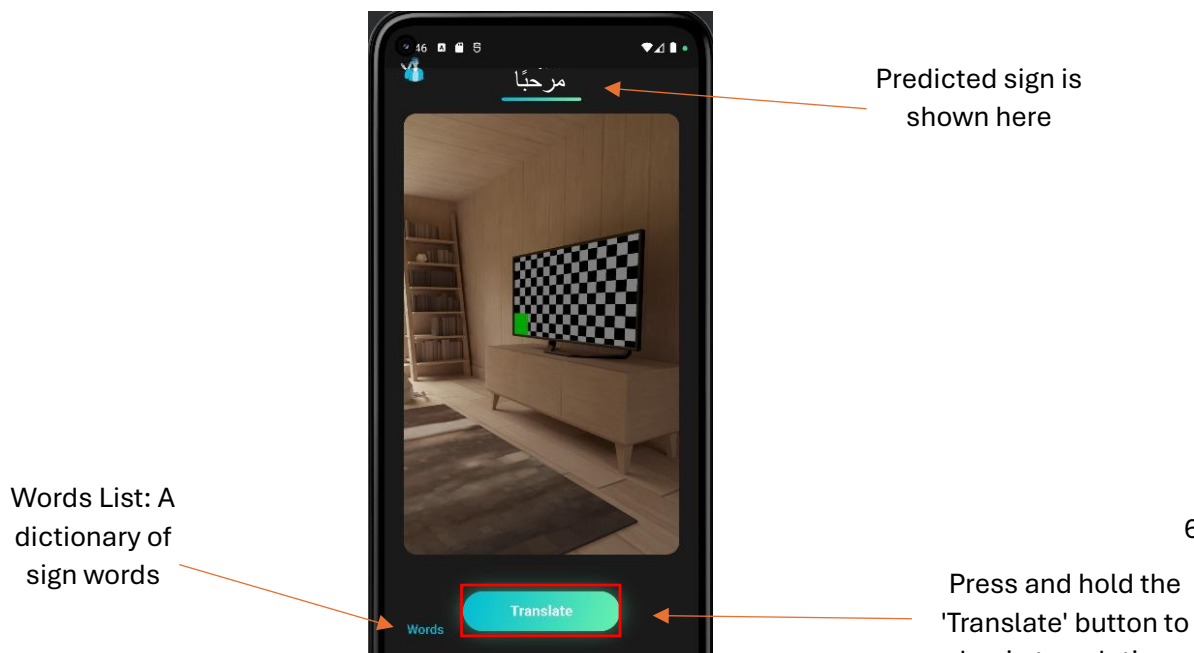 46
مرحبًا
Predicted sign is
shown here
Words List: A
dictionary of
sign words
6
Press and hold the
'Translate' button to
Translate
Words